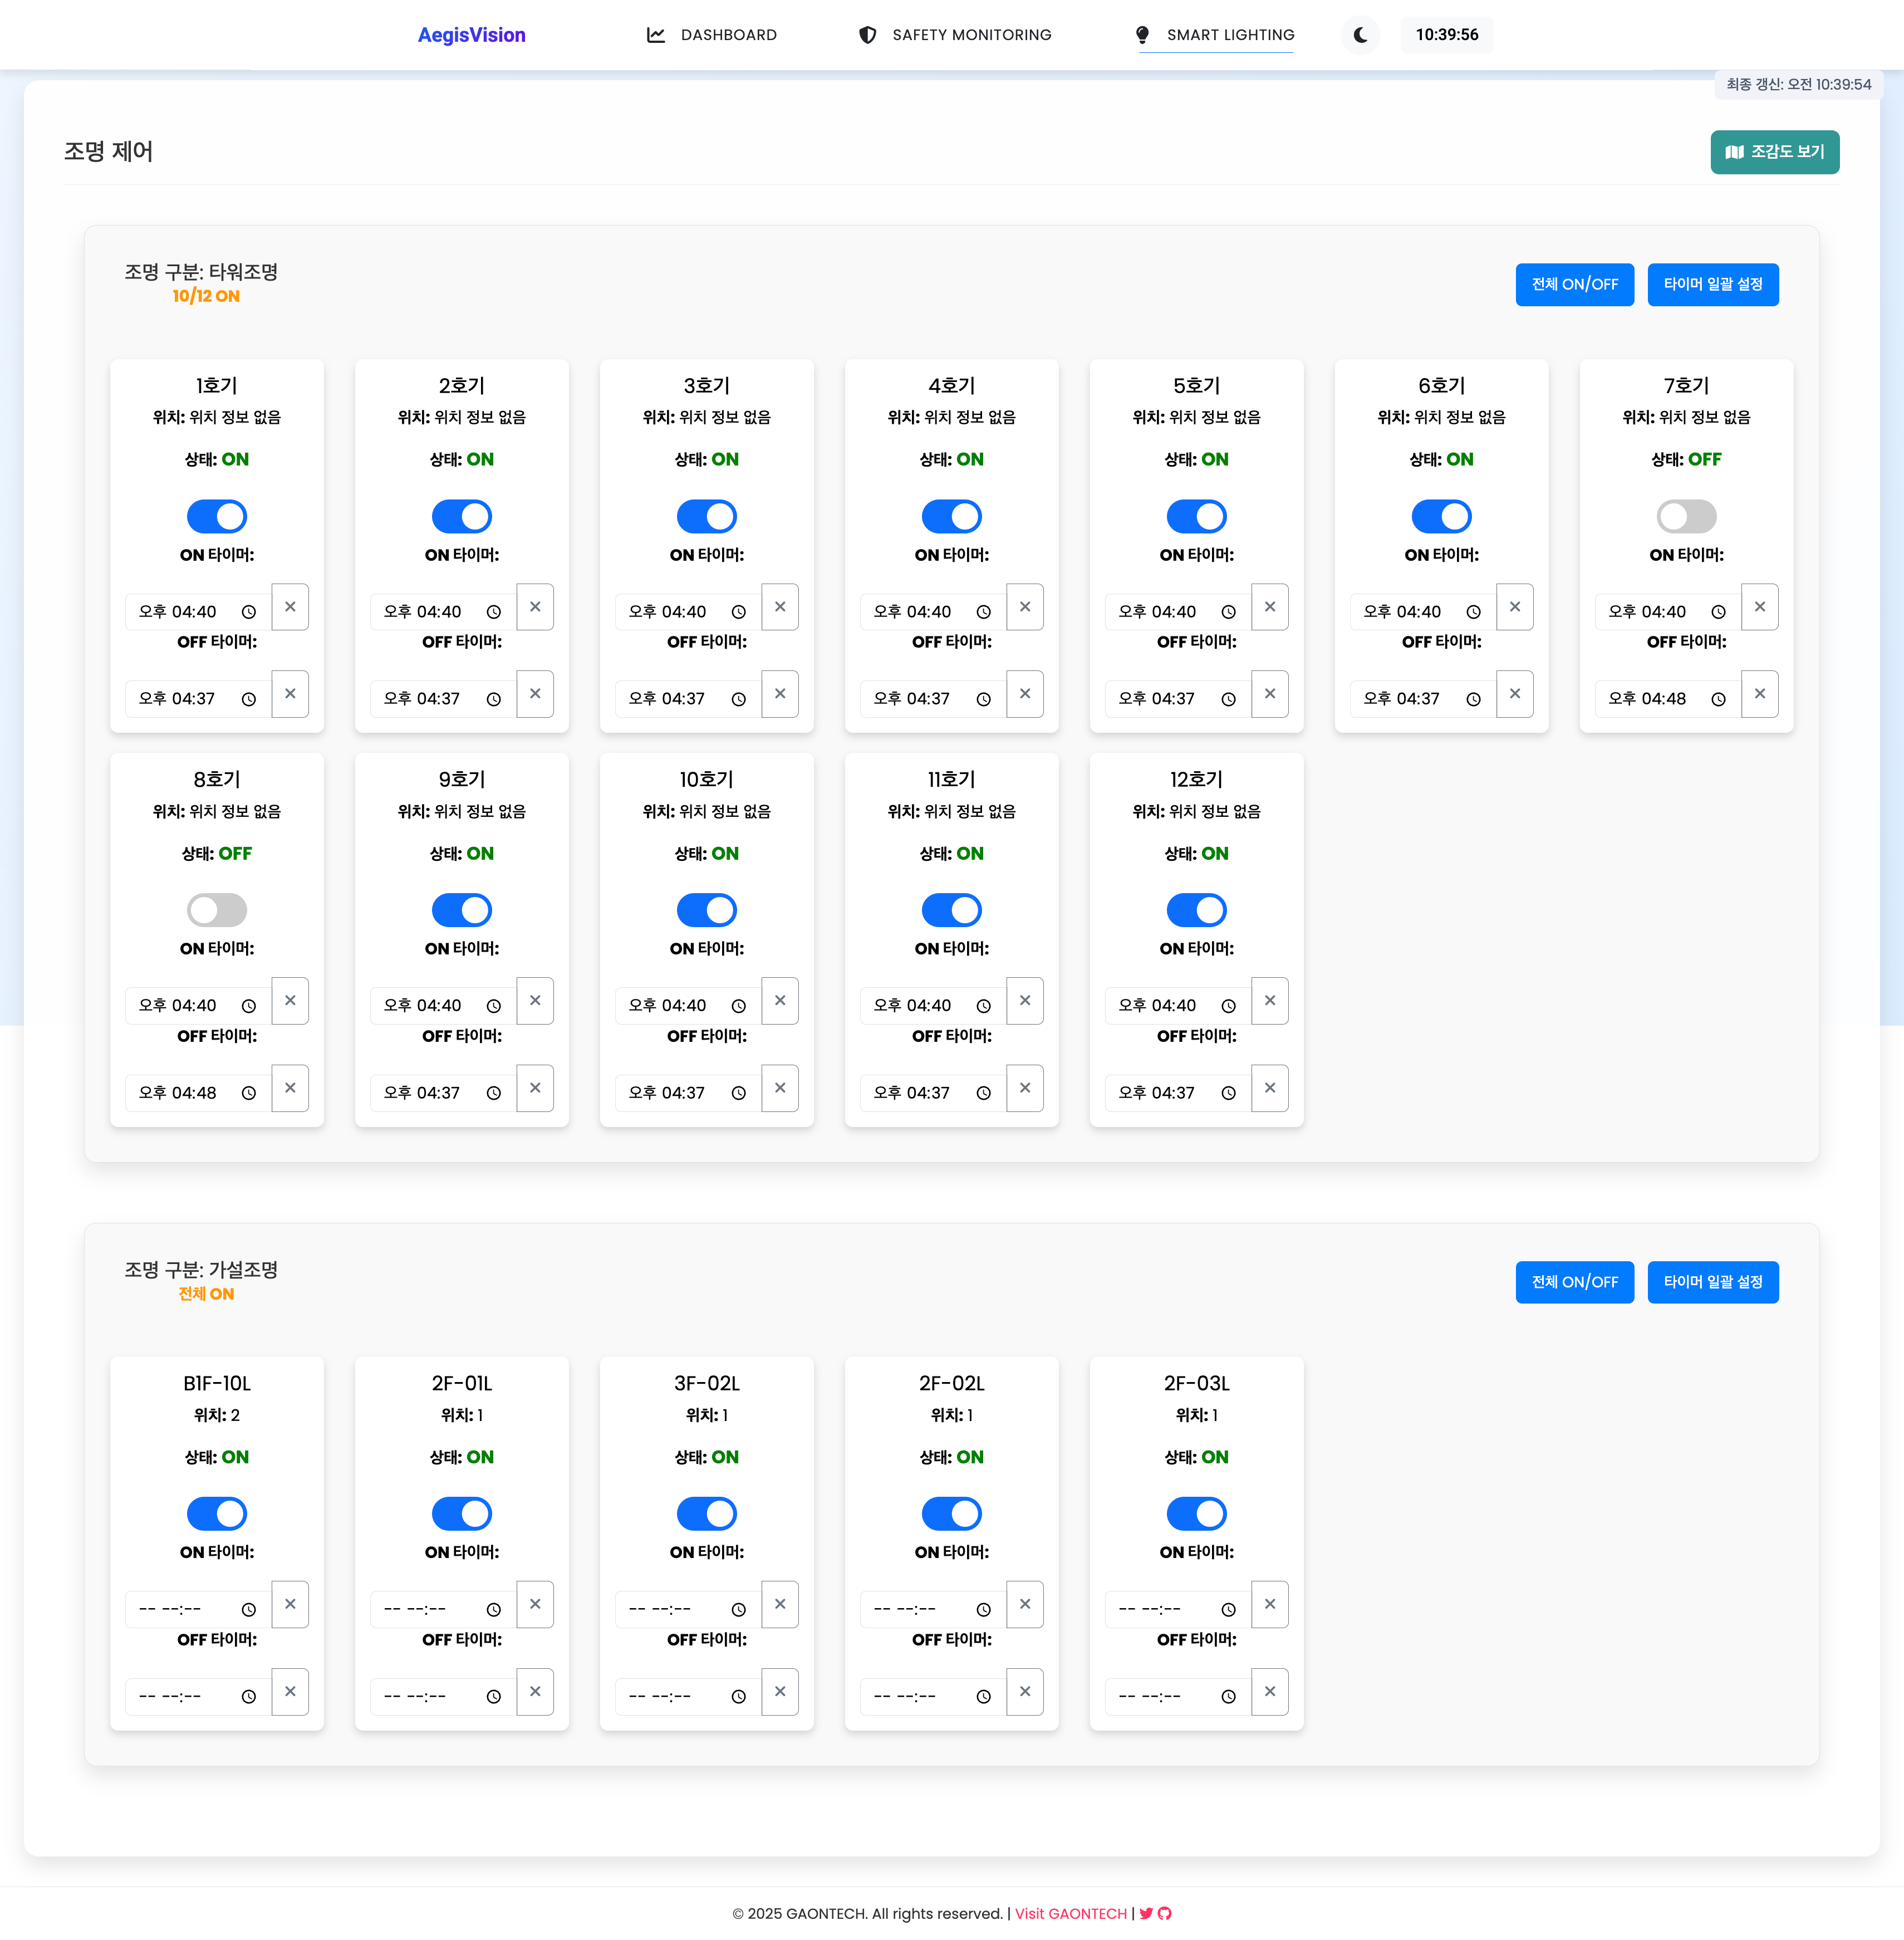 AegisVision
DASHBOARD
SAFETY MONITORING
SMART LIGHTING
10:39:56
최종 갱신: 오전 10:39:54
조명 제어
조감도 보기
조명 구분: 타워조명
10/12 ON
전체 ON/OFF
타이머 일괄 설정
1호기
위치: 위치 정보 없음
상태: ON
ON 타이머:
오후 04:40
OFF 타이머:
오후 04:37
2호기
위치: 위치 정보 없음
상태: ON
ON 타이머:
오후 04:40
OFF 타이머:
오후 04:37
3호기
위치: 위치 정보 없음
상태: ON
ON 타이머:
오후 04:40
OFF 타이머:
오후 04:37
4호기
위치: 위치 정보 없음
상태: ON
ON 타이머:
오후 04:40
OFF 타이머:
오후 04:37
5호기
위치: 위치 정보 없음
상태: ON
ON 타이머:
오후 04:40
OFF 타이머:
오후 04:37
6호기
위치: 위치 정보 없음
상태: ON
ON 타이머:
오후 04:40
OFF 타이머:
오후 04:37
7호기
위치: 위치 정보 없음
상태: OFF
ON 타이머:
오후 04:40
OFF 타이머:
오후 04:48
8호기
위치: 위치 정보 없음
상태: OFF
ON 타이머:
오후 04:40
OFF 타이머:
오후 04:48
9호기
위치: 위치 정보 없음
상태: ON
ON 타이머:
오후 04:40
OFF 타이머:
오후 04:37
10호기
위치: 위치 정보 없음
상태: ON
ON 타이머:
오후 04:40
OFF 타이머:
오후 04:37
11호기
위치: 위치 정보 없음
상태: ON
ON 타이머:
오후 04:40
OFF 타이머:
오후 04:37
12호기
위치: 위치 정보 없음
상태: ON
ON 타이머:
오후 04:40
OFF 타이머:
오후 04:37
조명 구분: 가설조명
전체 ON
전체 ON/OFF
타이머 일괄 설정
B1F-10L
위치: 2
상태: ON
ON 타이머:
-- --:--
OFF 타이머:
-- --:--
2F-01L
위치: 1
상태: ON
ON 타이머:
-- --:--
OFF 타이머:
-- --:--
3F-02L
위치: 1
상태: ON
ON 타이머:
-- --:--
OFF 타이머:
-- --:--
2F-02L
위치: 1
상태: ON
ON 타이머:
-- --:--
OFF 타이머:
-- --:--
2F-03L
위치: 1
상태: ON
ON 타이머:
-- --:--
OFF 타이머:
-- --:--
© 2025 GAONTECH. All rights reserved. | Visit GAONTECH |